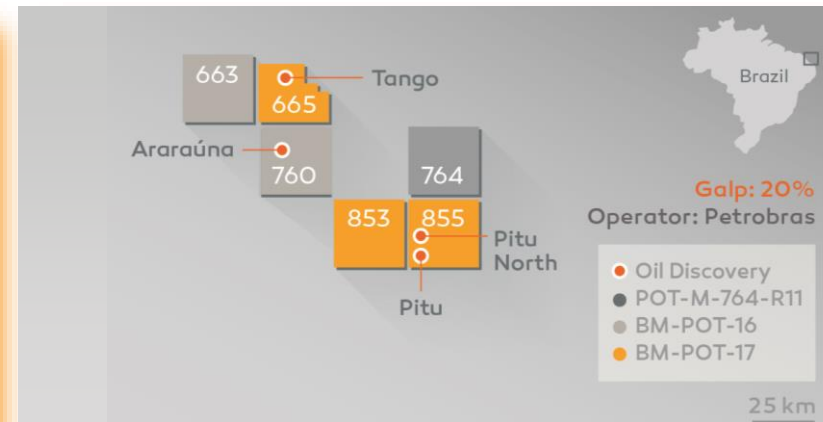 663
Tango
665
Brazil
Araraúna
760
764
Galp: 20%
Operator: Petrobras
853
855
Pitu
North
Pitu
Oil Discovery
POT-M-764-R11
BM-POT-16
BM-POT-17
25 km